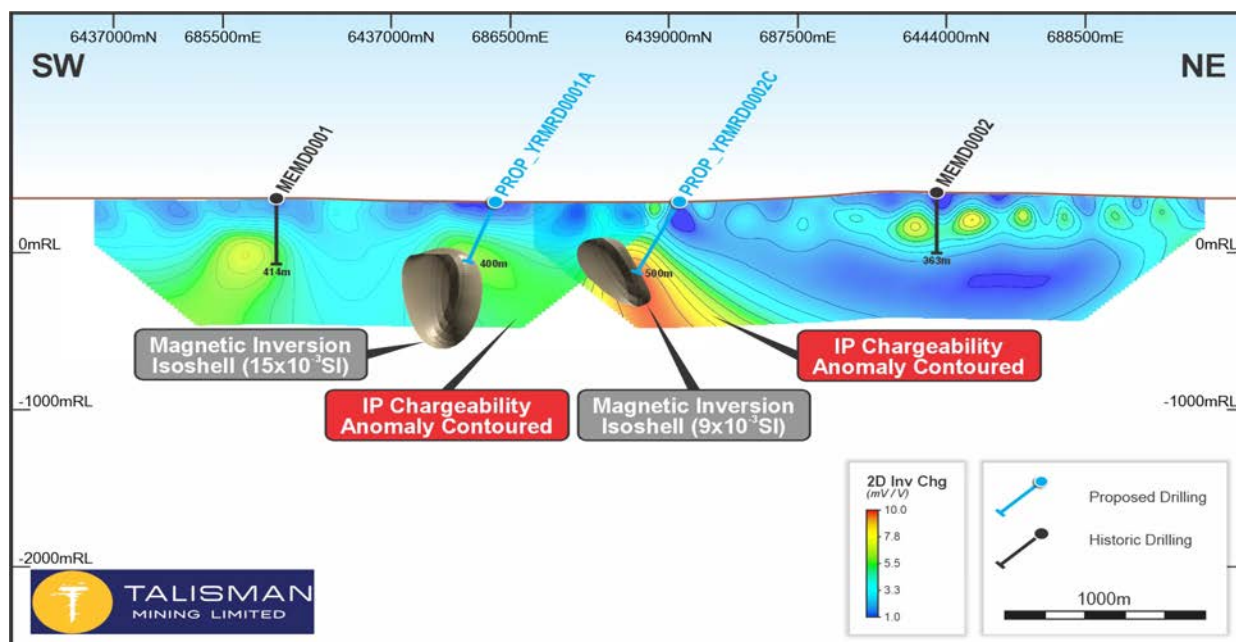 6437000mN
685500mE
6437000mN
686500mE
6439000mN
687500mE
6444000mN
688500mE
SW
NE
MEMD0001
PROP_YRMRD0001A
PROP_YRMRD0002C
MEMD0002
0mRL
0mRL
414m
400m
500m
363m
Magnetic Inversion
Isoshell (15x10⁻³SI)
IP Chargeability
Anomaly Contoured
Magnetic Inversion
Isoshell (9x10⁻³SI)
IP Chargeability
Anomaly Contoured
-1000mRL
-1000mRL
-2000mRL
2D Inv Chg
(mV / V)
10.0
7.8
5.5
3.3
1.0
Proposed Drilling
Historic Drilling
1000m
TALISMAN
MINING LIMITED